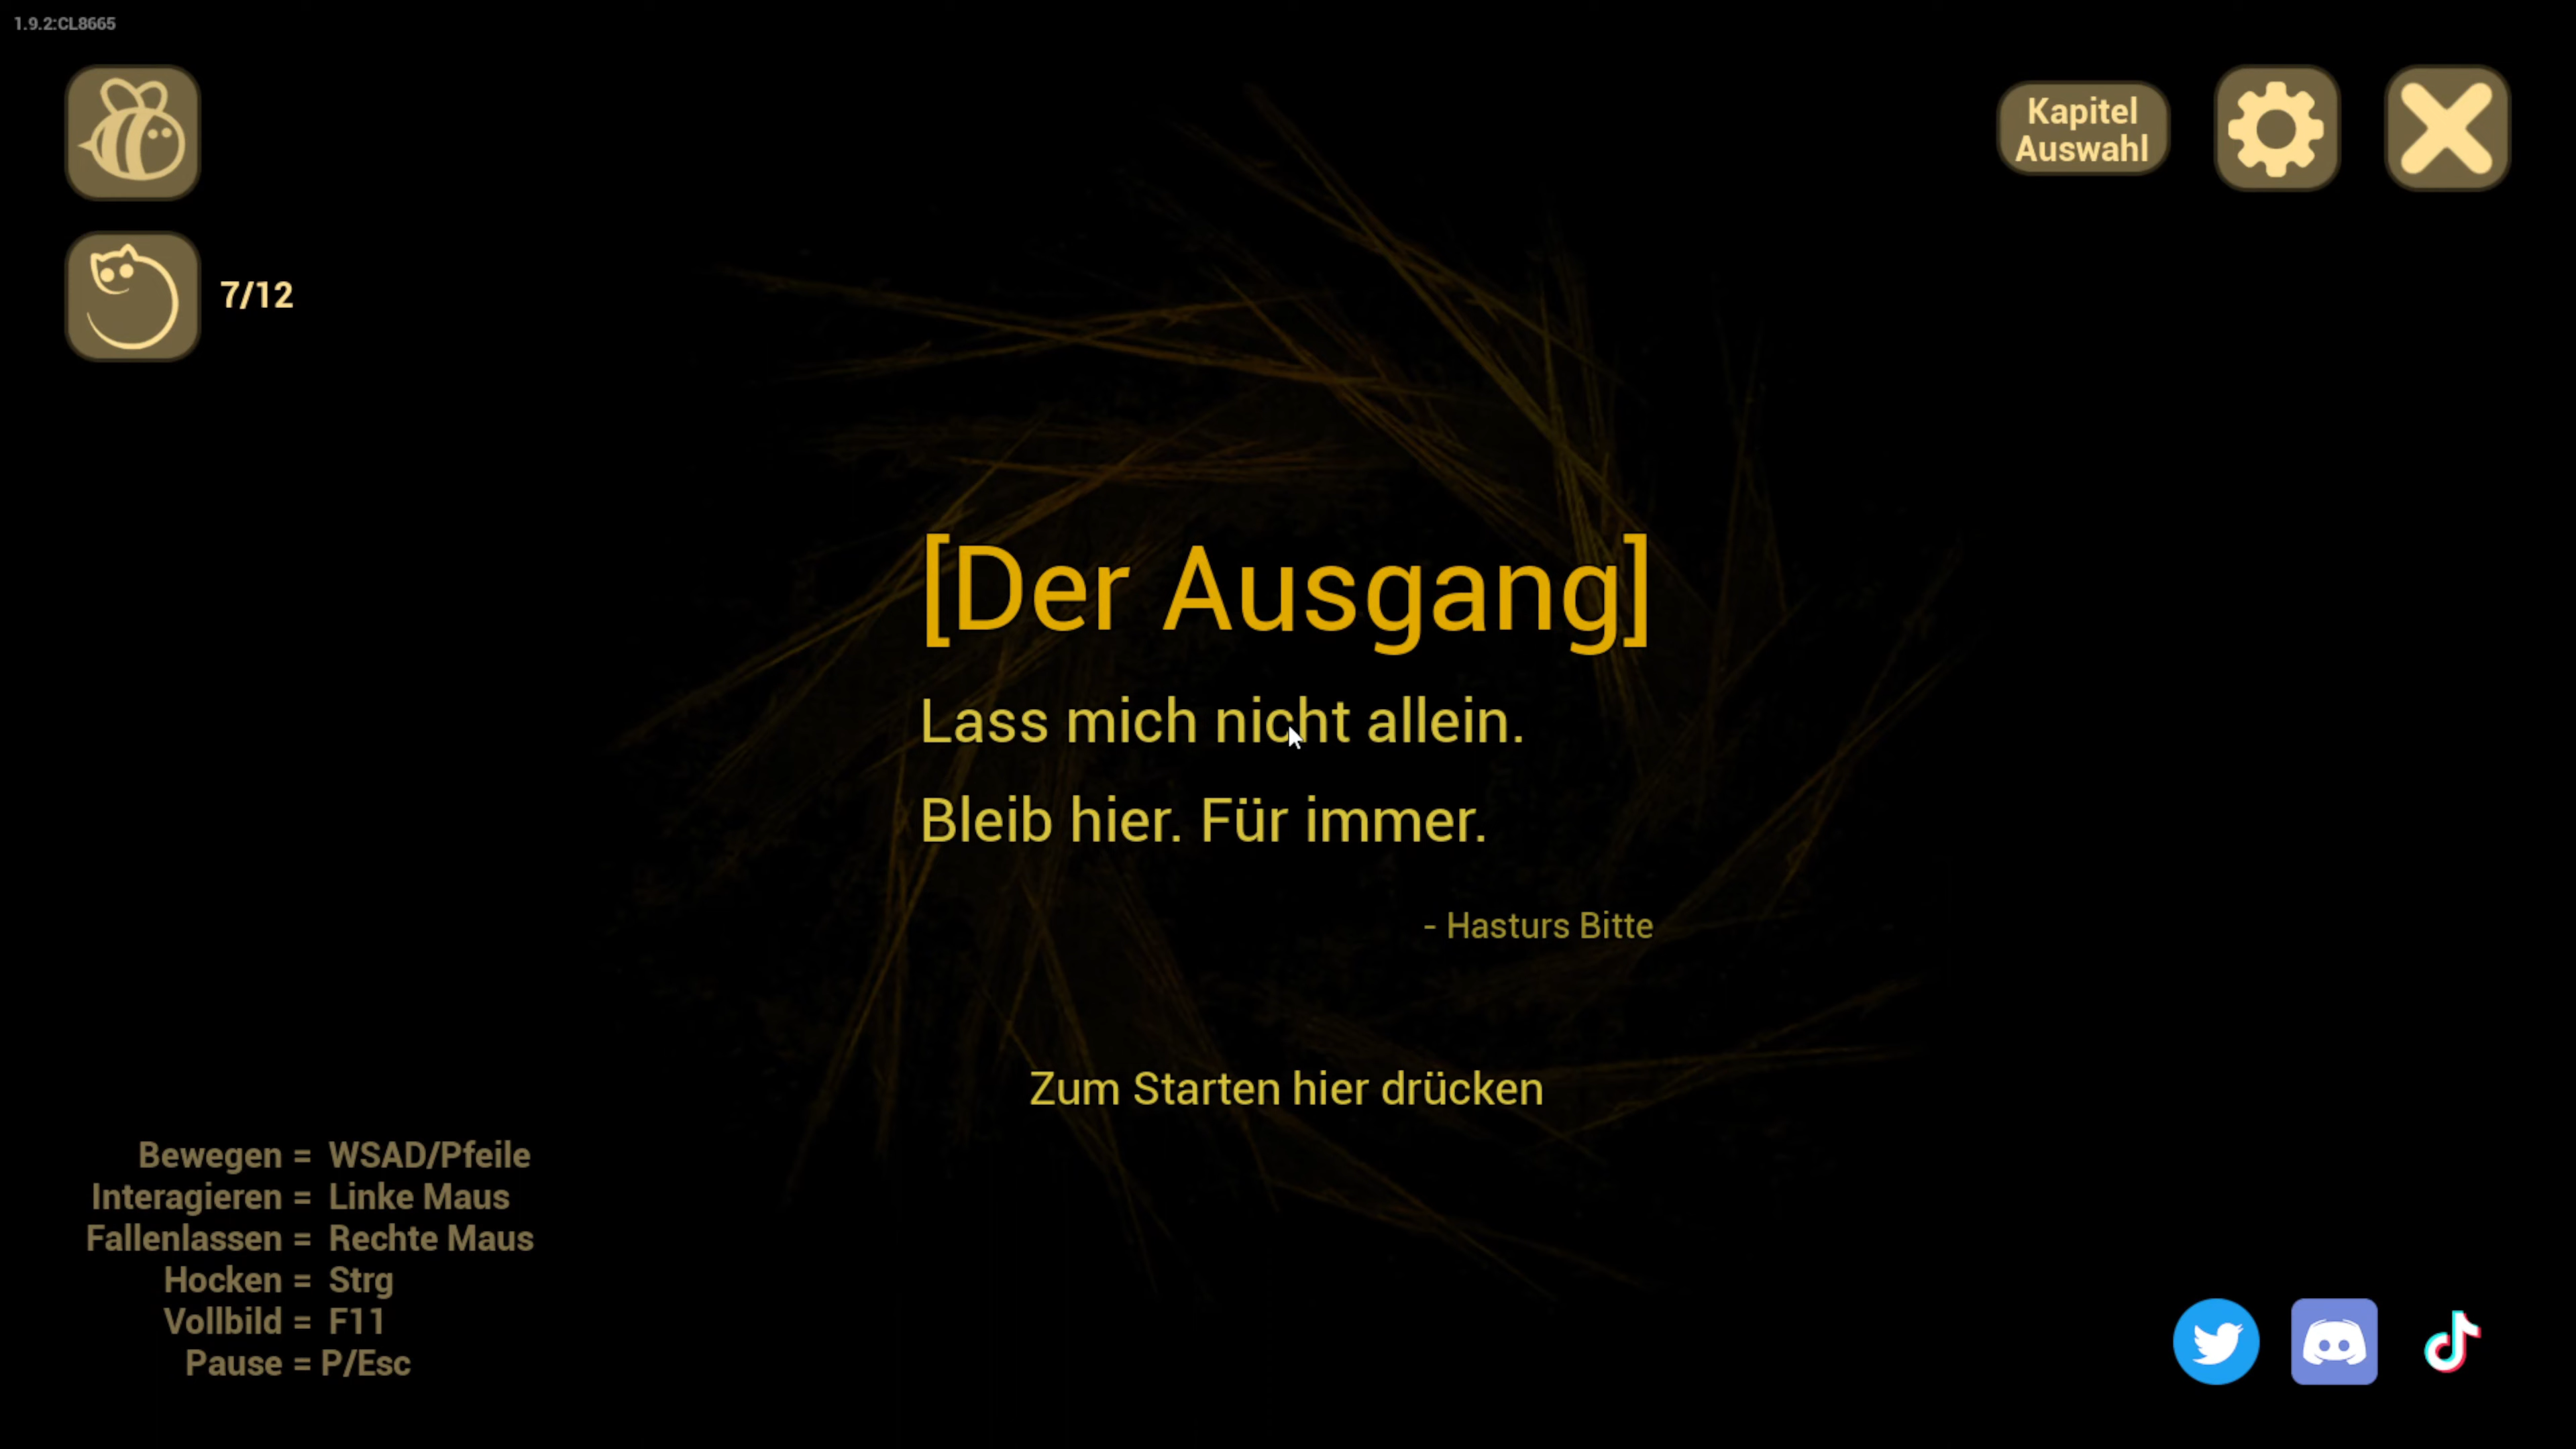 1.9.2:CL8665
Kapitel
Auswahl
7/12
[Der Ausgang]
Lass mich nicht allein.
Bleib hier. Für immer.
- Hasturs Bitte
Zum Starten hier drücken
Bewegen = WSAD/Pfeile
Interagieren = Linke Maus
Fallenlassen = Rechte Maus
Hocken = Strg
Vollbild = F11
Pause = P/Esc